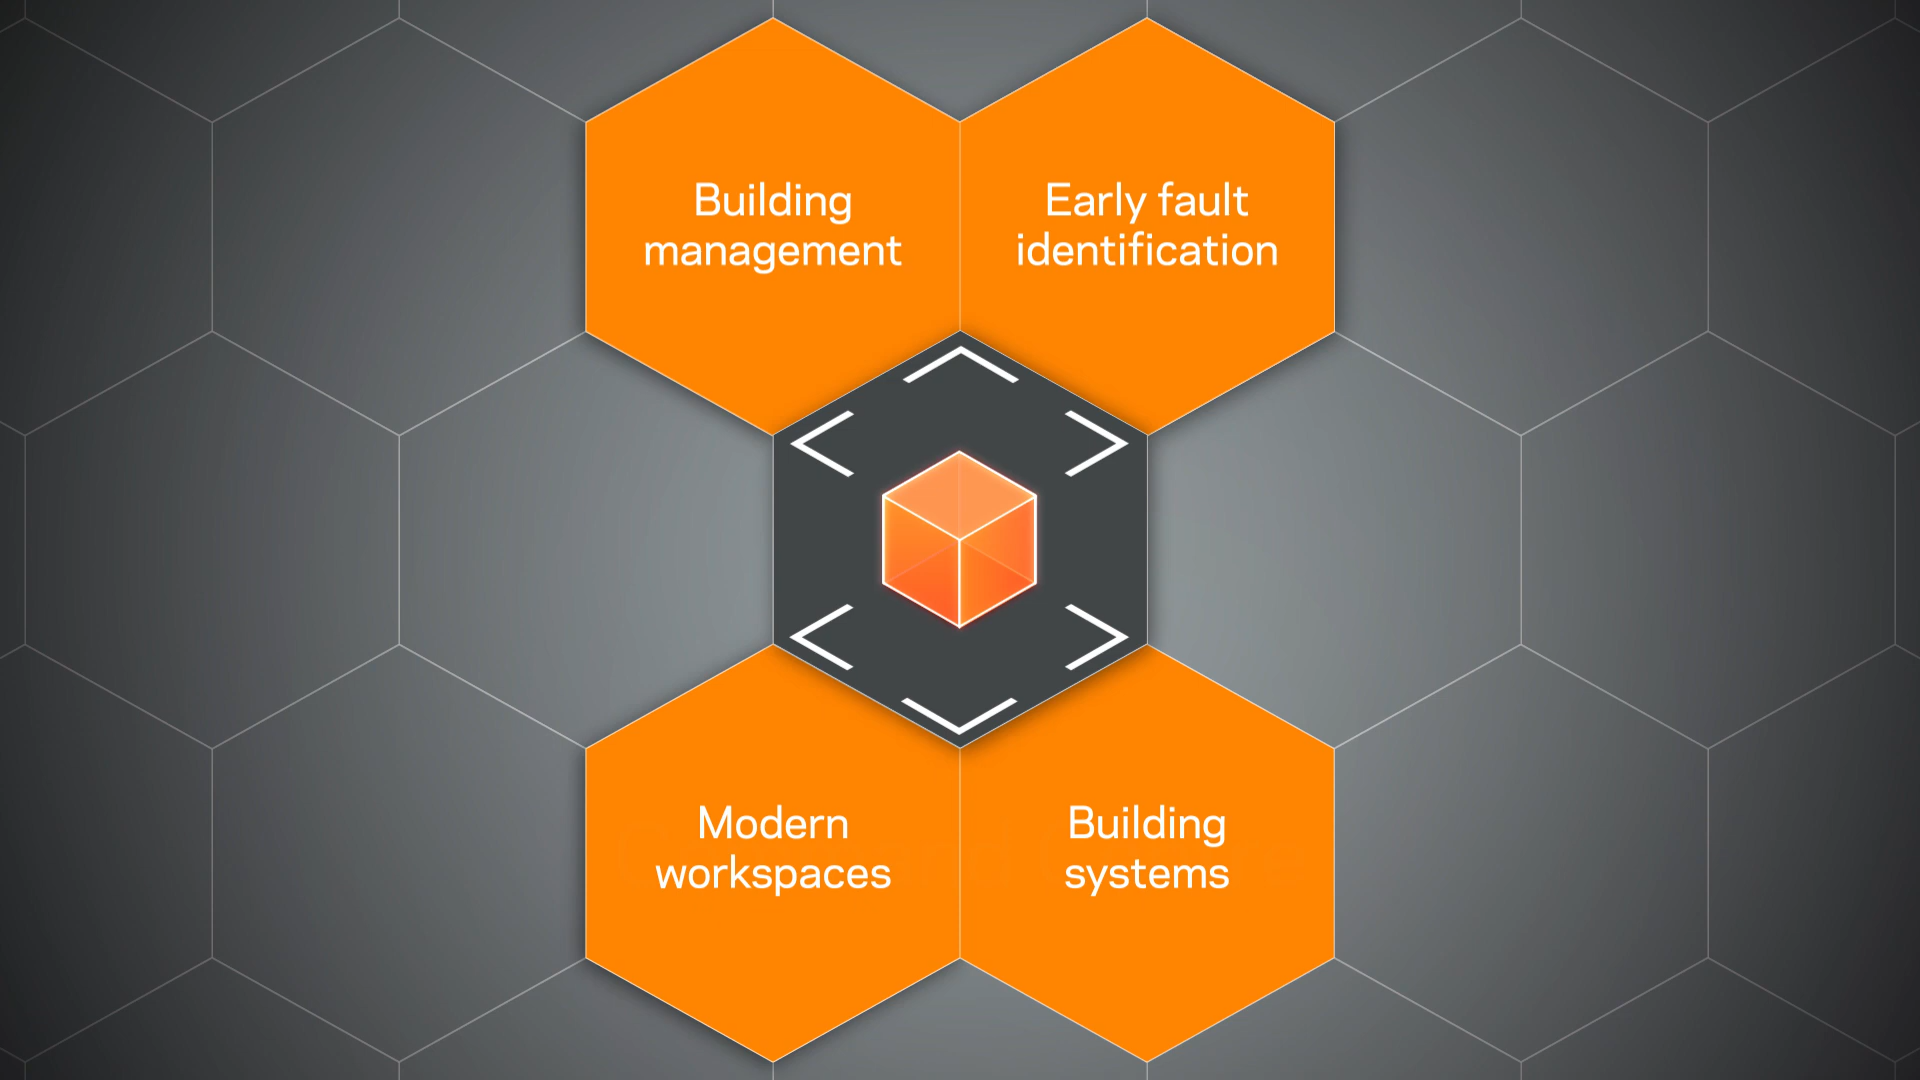 Building
management
Early fault
identification
Modern
workspaces
Building
systems